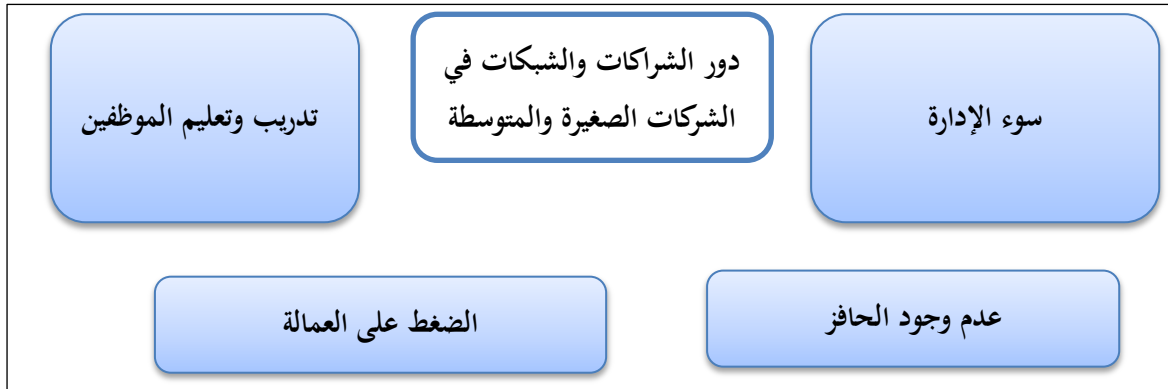 سوء الإدارة
دور الشراكات والشبكات في
الشركات الصغيرة والمتوسطة
تدريب وتعليم الموظفين
عدم وجود الحافز
الضغط على العمالة